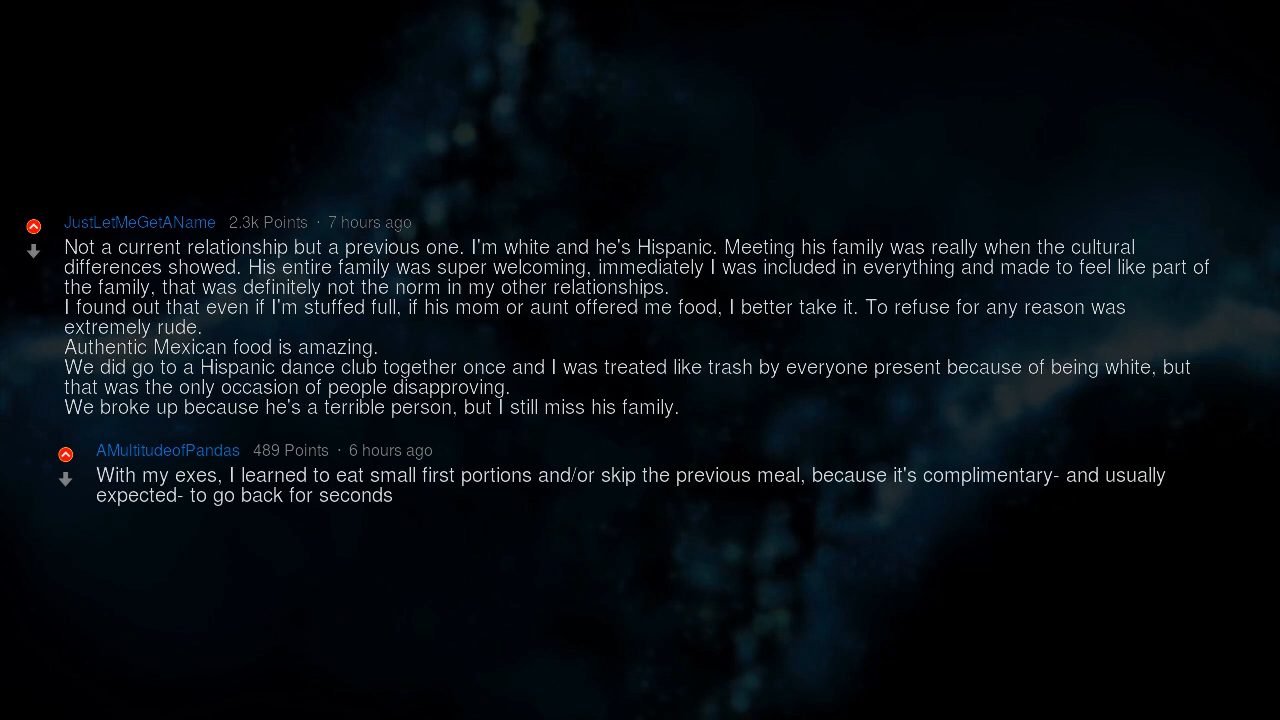 JustLetMeGetAName 2.3k Points · 7 hours ago
Not a current relationship but a previous one. I'm white and he's Hispanic. Meeting his family was really when the cultural
differences showed. His entire family was super welcoming, immediately I was included in everything and made to feel like part of
the family, that was definitely not the norm in my other relationships.
I found out that even if I'm stuffed full, if his mom or aunt offered me food, I better take it. To refuse for any reason was
extremely rude.
Authentic Mexican food is amazing.
We did go to a Hispanic dance club together once and I was treated like trash by everyone present because of being white, but
that was the only occasion of people disapproving.
We broke up because he's a terrible person, but I still miss his family.
AMultitudeofPandas 489 Points · 6 hours ago
With my exes, I learned to eat small first portions and/or skip the previous meal, because it's complimentary- and usually
expected- to go back for seconds